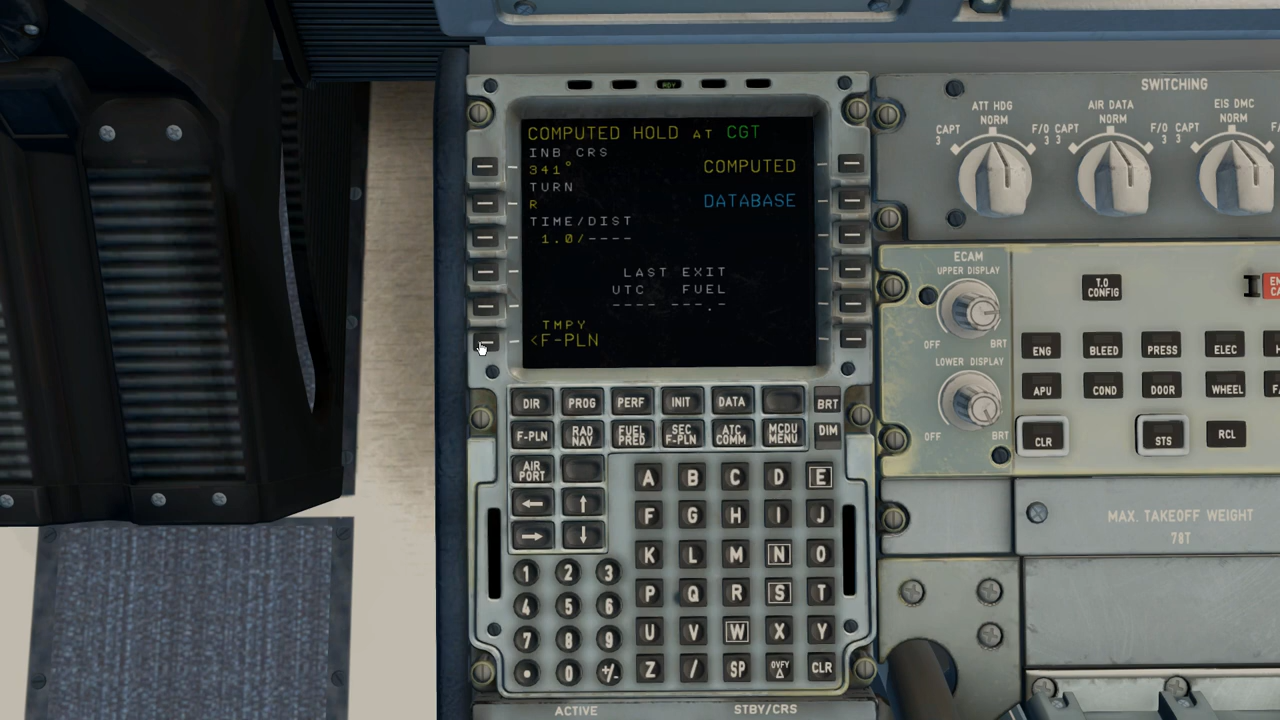 RDY
COMPUTED HOLD AT CGT
INB CRS
341° COMPUTED
TURN
R DATABASE
TIME/DIST
1.0/----
LAST EXIT
UTC FUEL
---- ---.-
TMPY
<F-PLN
DIR PROG PERF INIT DATA BRT
F-PLN RAD NAV FUEL PRED SEC F-PLN ATC COMM MCDU MENU DIM
AIR PORT
← ↑
→ ↓
A B C D E
F G H I J
K L M N O
P Q R S T
U V W X Y
Z / SP OVFY Δ CLR
1 2 3
4 5 6
7 8 9
. 0 +/-
ACTIVE STBY/CRS
SWITCHING
ATT HDG AIR DATA EIS DMC
NORM NORM NORM
CAPT 3 F/O 3 CAPT 3 F/O 3 CAPT 3
ECAM
UPPER DISPLAY
OFF BRT
LOWER DISPLAY
OFF BRT
T.O CONFIG
ENG BLEED PRESS ELEC
APU COND DOOR WHEEL
CLR STS RCL
MAX. TAKEOFF WEIGHT
78T